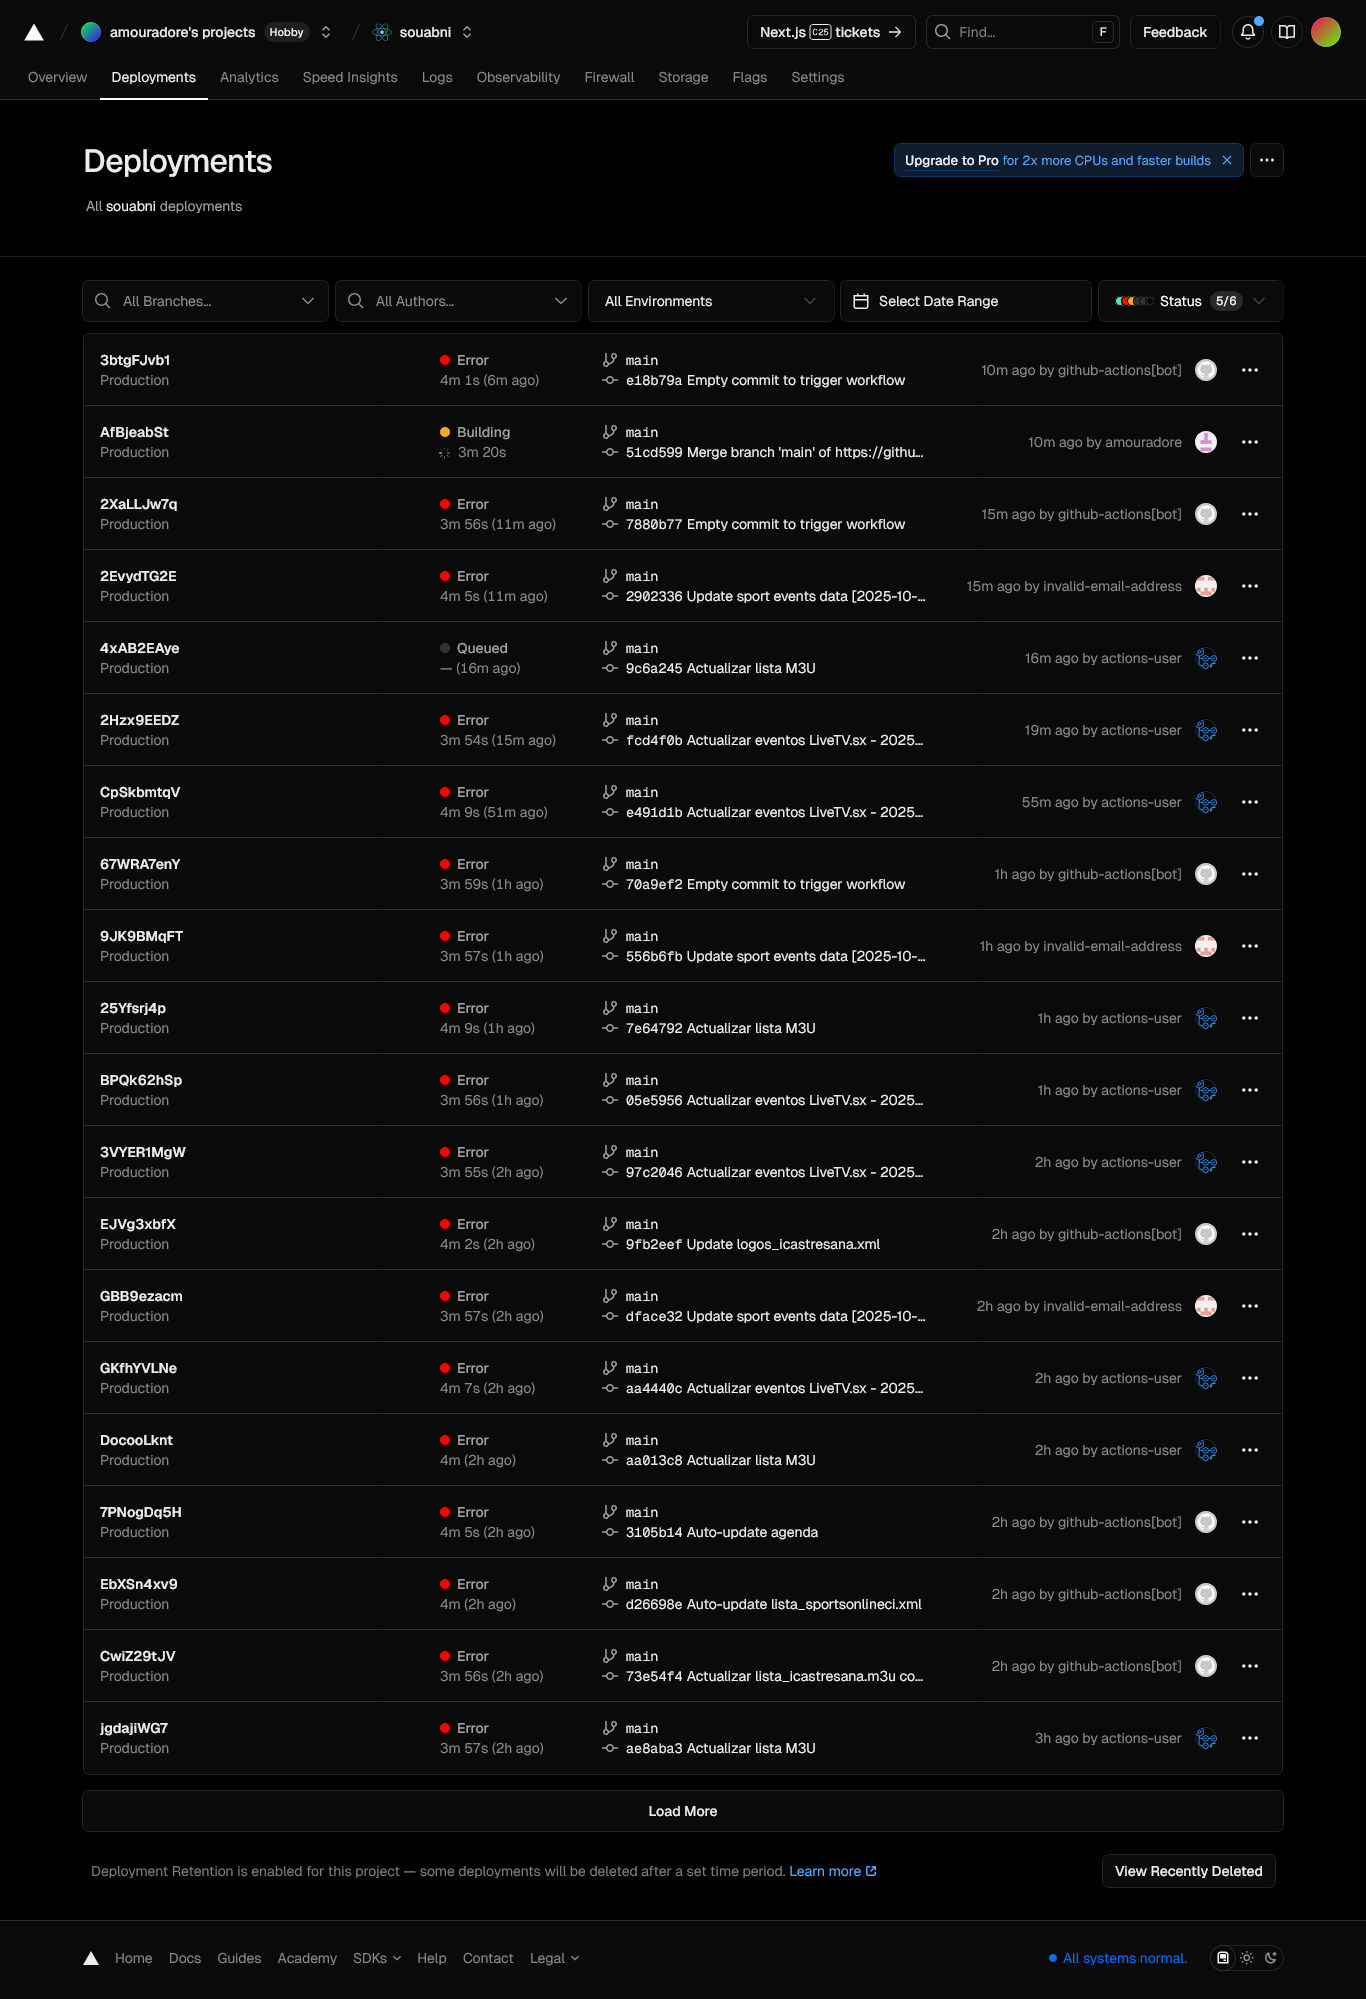 amouradore's projects Hobby souabni Next.js C25 tickets → Find... F Feedback
Overview Deployments Analytics Speed Insights Logs Observability Firewall Storage Flags Settings
Deployments
Upgrade to Pro for 2x more CPUs and faster builds
All souabni deployments
All Branches... All Authors... All Environments Select Date Range Status 5/6
3btgFJvb1 Error main
Production 4m 1s (6m ago) e18b79a Empty commit to trigger workflow 10m ago by github-actions[bot]
AfBjeabSt Building main
Production 3m 20s 51cd599 Merge branch 'main' of https://githu... 10m ago by amouradore
2XaLLJw7q Error main
Production 3m 56s (11m ago) 7880b77 Empty commit to trigger workflow 15m ago by github-actions[bot]
2EvydTG2E Error main
Production 4m 5s (11m ago) 2902336 Update sport events data [2025-10-... 15m ago by invalid-email-address
4xAB2EAye Queued main
Production — (16m ago) 9c6a245 Actualizar lista M3U 16m ago by actions-user
2Hzx9EEDZ Error main
Production 3m 54s (15m ago) fcd4f0b Actualizar eventos LiveTV.sx - 2025... 19m ago by actions-user
CpSkbmtqV Error main
Production 4m 9s (51m ago) e491d1b Actualizar eventos LiveTV.sx - 2025... 55m ago by actions-user
67WRA7enY Error main
Production 3m 59s (1h ago) 70a9ef2 Empty commit to trigger workflow 1h ago by github-actions[bot]
9JK9BMqFT Error main
Production 3m 57s (1h ago) 556b6fb Update sport events data [2025-10-... 1h ago by invalid-email-address
25Yfsrj4p Error main
Production 4m 9s (1h ago) 7e64792 Actualizar lista M3U 1h ago by actions-user
BPQk62hSp Error main
Production 3m 56s (1h ago) 05e5956 Actualizar eventos LiveTV.sx - 2025... 1h ago by actions-user
3VYER1MgW Error main
Production 3m 55s (2h ago) 97c2046 Actualizar eventos LiveTV.sx - 2025... 2h ago by actions-user
EJVg3xbfX Error main
Production 4m 2s (2h ago) 9fb2eef Update logos_icastresana.xml 2h ago by github-actions[bot]
GBB9ezacm Error main
Production 3m 57s (2h ago) dface32 Update sport events data [2025-10-... 2h ago by invalid-email-address
GKfhYVLNe Error main
Production 4m 7s (2h ago) aa4440c Actualizar eventos LiveTV.sx - 2025... 2h ago by actions-user
DocooLknt Error main
Production 4m (2h ago) aa013c8 Actualizar lista M3U 2h ago by actions-user
7PNogDq5H Error main
Production 4m 5s (2h ago) 3105b14 Auto-update agenda 2h ago by github-actions[bot]
EbXSn4xv9 Error main
Production 4m (2h ago) d26698e Auto-update lista_sportsonlineci.xml 2h ago by github-actions[bot]
CwiZ29tJV Error main
Production 3m 56s (2h ago) 73e54f4 Actualizar lista_icastresana.m3u co... 2h ago by github-actions[bot]
jgdajiWG7 Error main
Production 3m 57s (2h ago) ae8aba3 Actualizar lista M3U 3h ago by actions-user
Load More
Deployment Retention is enabled for this project — some deployments will be deleted after a set time period. Learn more View Recently Deleted
Home Docs Guides Academy SDKs Help Contact Legal All systems normal.